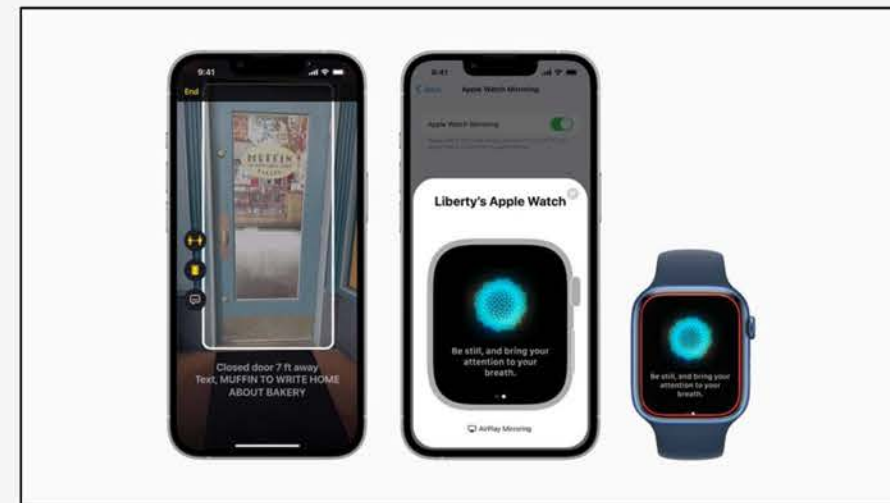 9:41
End
MUFFIN
Closed door 7 ft away
Text, MUFFIN TO WRITE HOME
ABOUT BAKERY
9:41
Back
Apple Watch Mirroring
Apple Watch Mirroring
Liberty's Apple Watch
Be still, and bring your
attention to your
breath.
AirPlay Mirroring
Be still, and bring your
attention to your
breath.